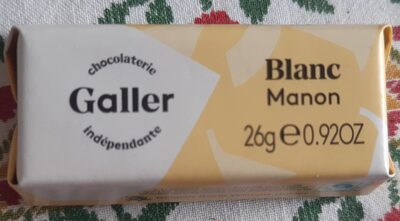 chocolaterie
Galler
indépendante
Blanc
Manon
26g e 0.92OZ